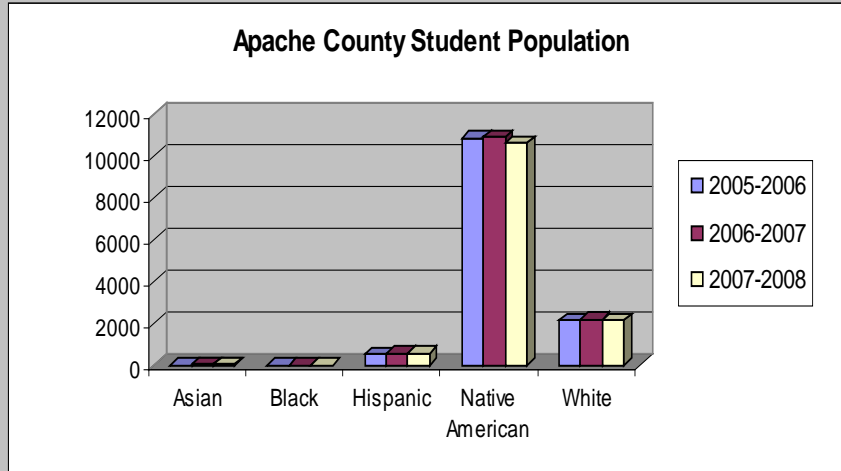 Apache County Student Population
12000
10000
8000
6000
4000
2000
0
Asian
Black
Hispanic
Native
American
White
2005-2006
2006-2007
2007-2008